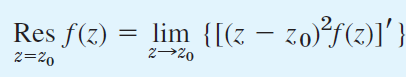 Res f(z) = lim {[(z − z₀)²f(z)]′}
z=z₀ z→z₀